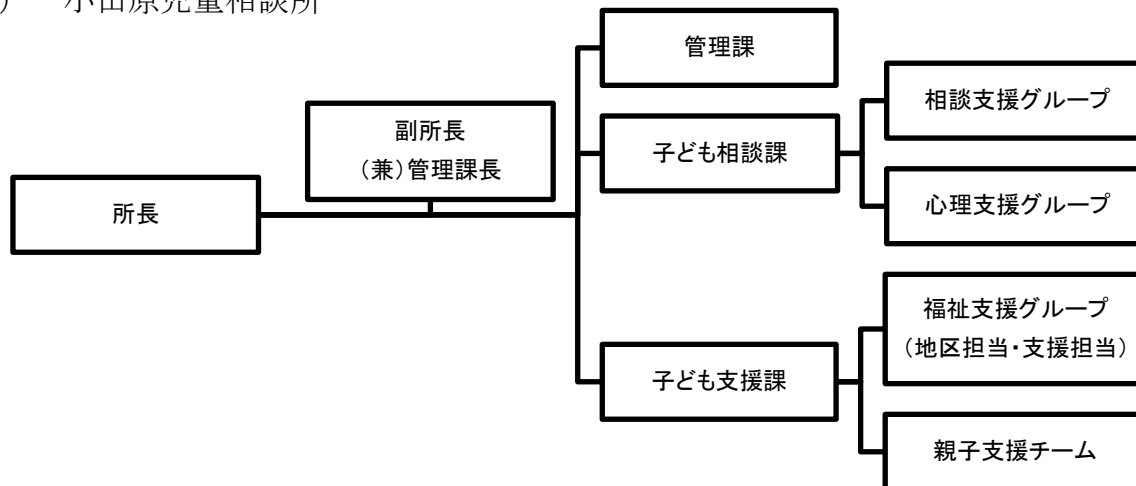 ） 小田原児童相談所
管理課
相談支援グループ
副所長
（兼）管理課長
子ども相談課
所長
心理支援グループ
福祉支援グループ
（地区担当・支援担当）
子ども支援課
親子支援チーム